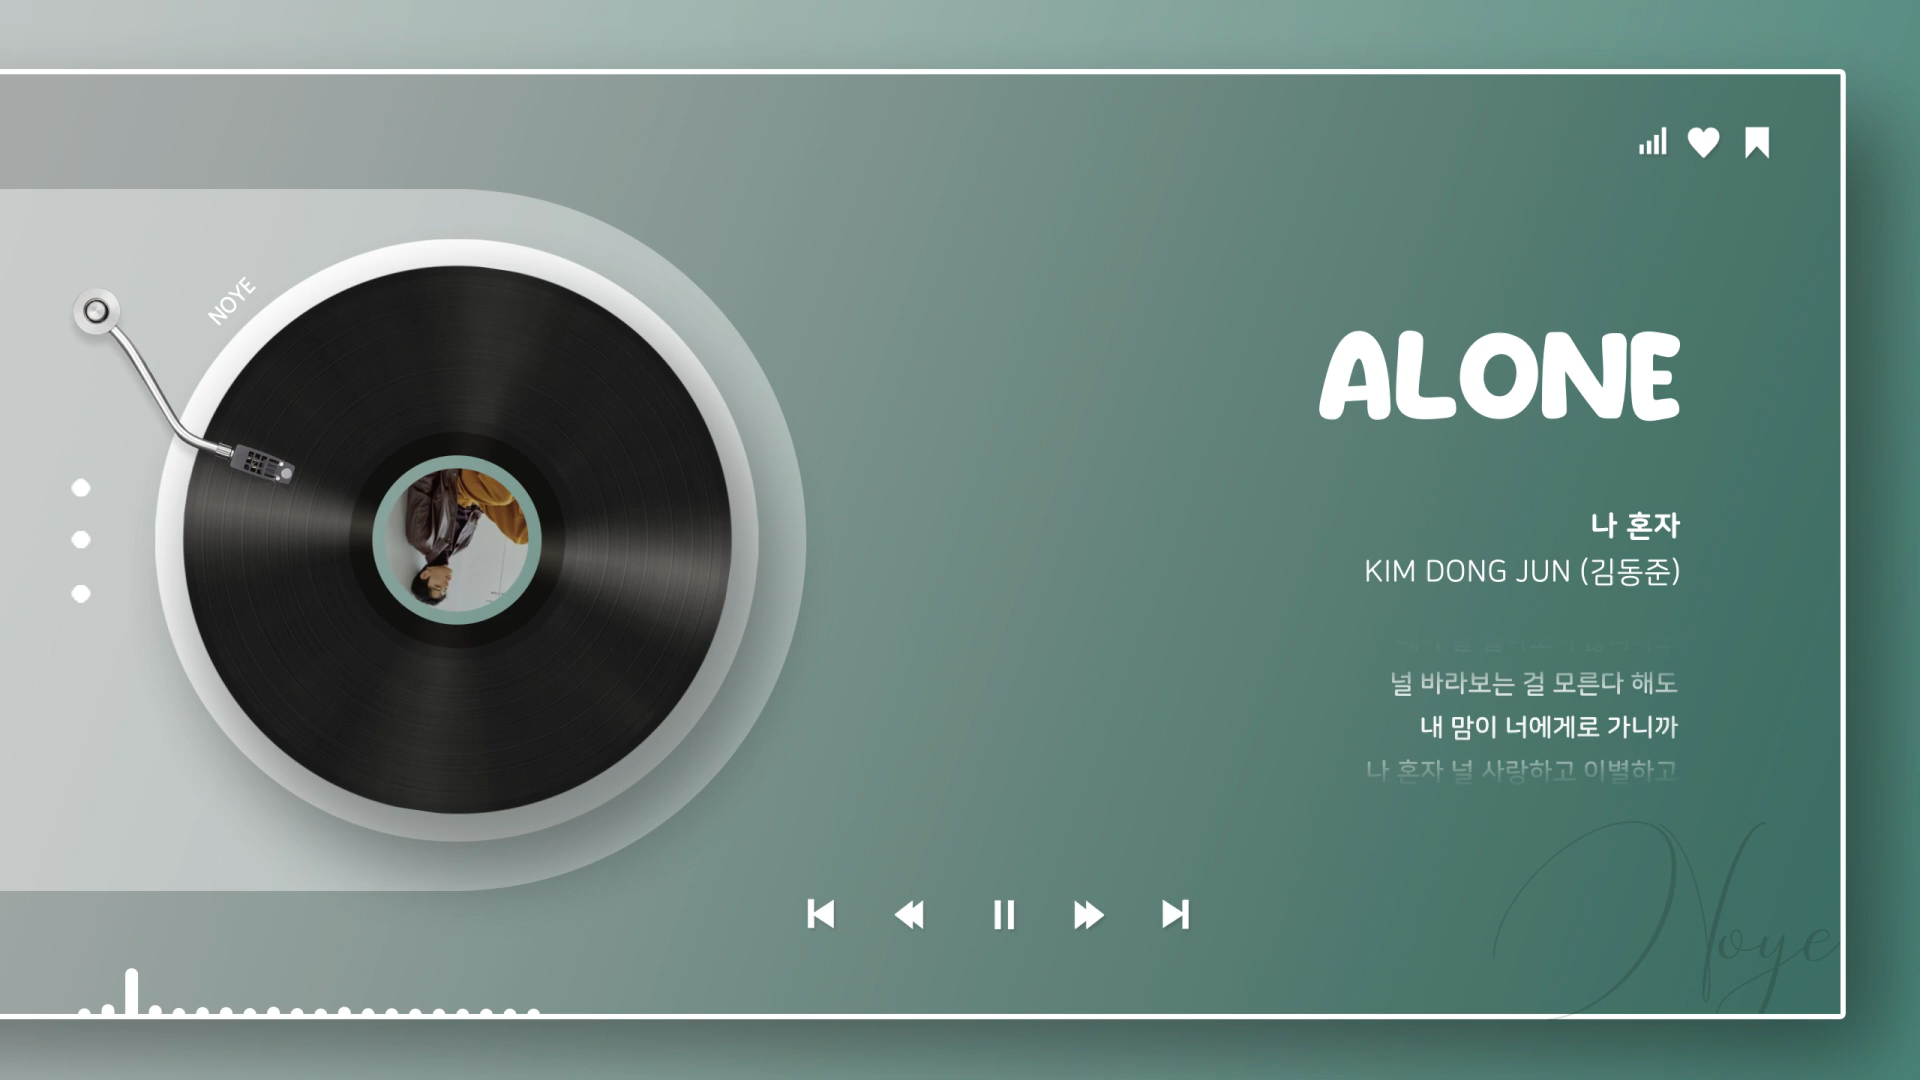 NOYE
ALONE
나 혼자
KIM DONG JUN (김동준)
널 바라보는 걸 모른다 해도
내 맘이 너에게로 가니까
나 혼자 널 사랑하고 이별하고
Noye